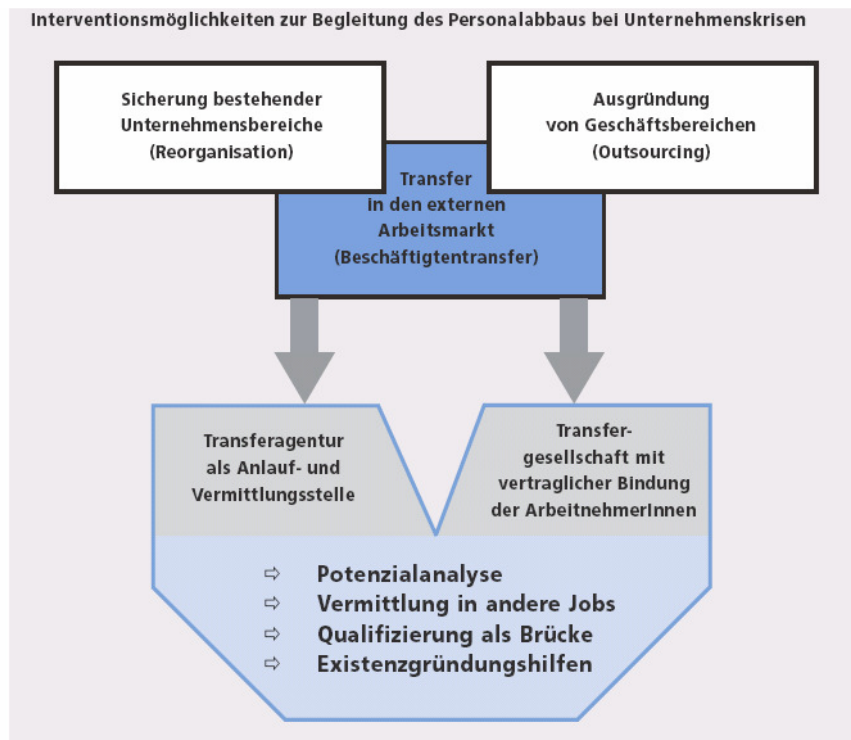 Interventionsmöglichkeiten zur Begleitung des Personalabbaus bei Unternehmenskrisen
Sicherung bestehender
Unternehmensbereiche
(Reorganisation)
Ausgründung
von Geschäftsbereichen
(Outsourcing)
Transfer
in den externen
Arbeitsmarkt
(Beschäftigtentransfer)
Transferagentur
als Anlauf- und
Vermittlungsstelle
Transfer-
gesellschaft mit
vertraglicher Bindung
der ArbeitnehmerInnen
⇨ Potenzialanalyse
⇨ Vermittlung in andere Jobs
⇨ Qualifizierung als Brücke
⇨ Existenzgründungshilfen